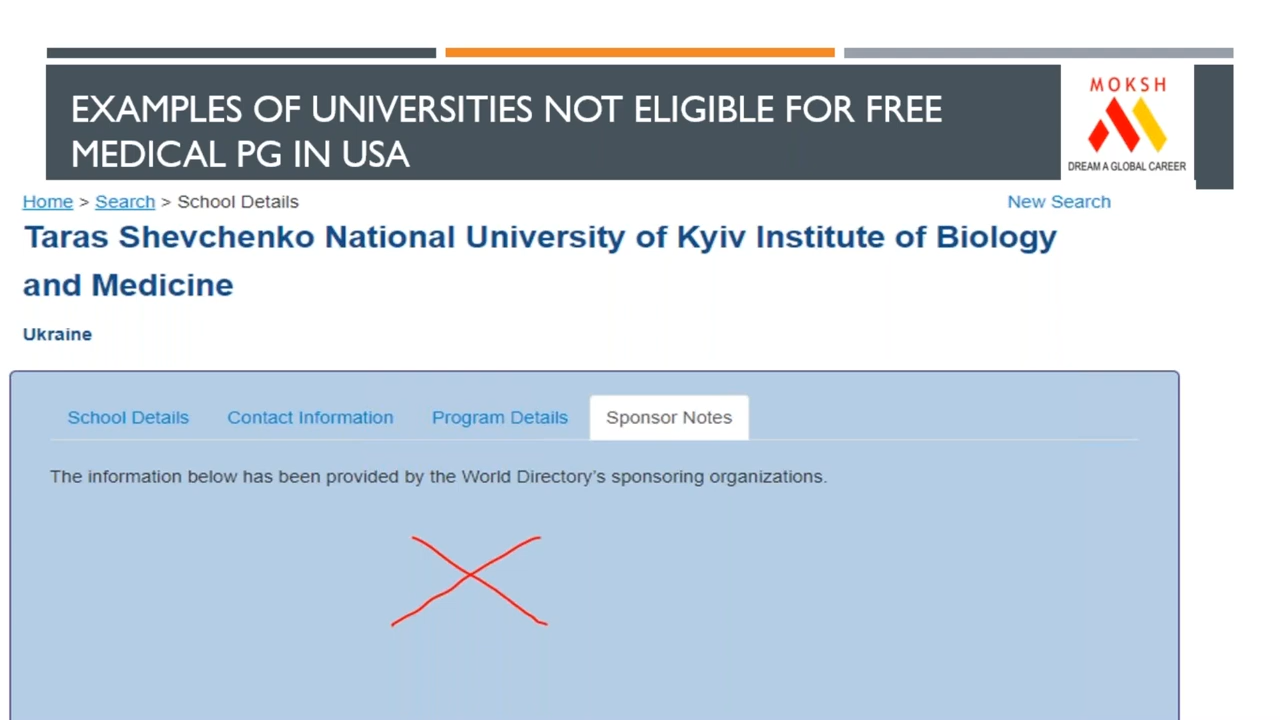 EXAMPLES OF UNIVERSITIES NOT ELIGIBLE FOR FREE
MEDICAL PG IN USA
MOKSH
DREAM A GLOBAL CAREER
Home > Search > School Details
New Search
Taras Shevchenko National University of Kyiv Institute of Biology
and Medicine
Ukraine
School Details
Contact Information
Program Details
Sponsor Notes
The information below has been provided by the World Directory's sponsoring organizations.